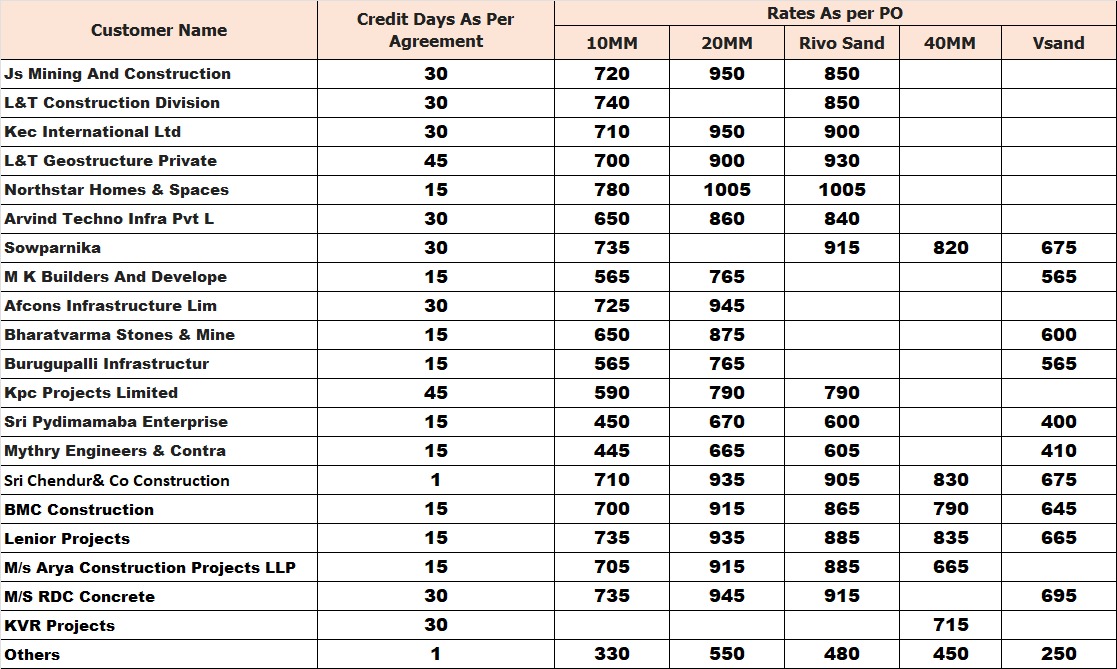 Customer Name Credit Days As Per Agreement Rates As per PO
10MM 20MM Rivo Sand 40MM Vsand
Js Mining And Construction 30 720 950 850
L&T Construction Division 30 740 850
Kec International Ltd 30 710 950 900
L&T Geostructure Private 45 700 900 930
Northstar Homes & Spaces 15 780 1005 1005
Arvind Techno Infra Pvt L 30 650 860 840
Sowparnika 30 735 915 820 675
M K Builders And Develope 15 565 765 565
Afcons Infrastructure Lim 30 725 945
Bharatvarma Stones & Mine 15 650 875 600
Burugupalli Infrastructur 15 565 765 565
Kpc Projects Limited 45 590 790 790
Sri Pydimamaba Enterprise 15 450 670 600 400
Mythry Engineers & Contra 15 445 665 605 410
Sri Chendur& Co Construction 1 710 935 905 830 675
BMC Construction 15 700 915 865 790 645
Lenior Projects 15 735 935 885 835 665
M/s Arya Construction Projects LLP 15 705 915 885 665
M/S RDC Concrete 30 735 945 915 695
KVR Projects 30 715
Others 1 330 550 480 450 250